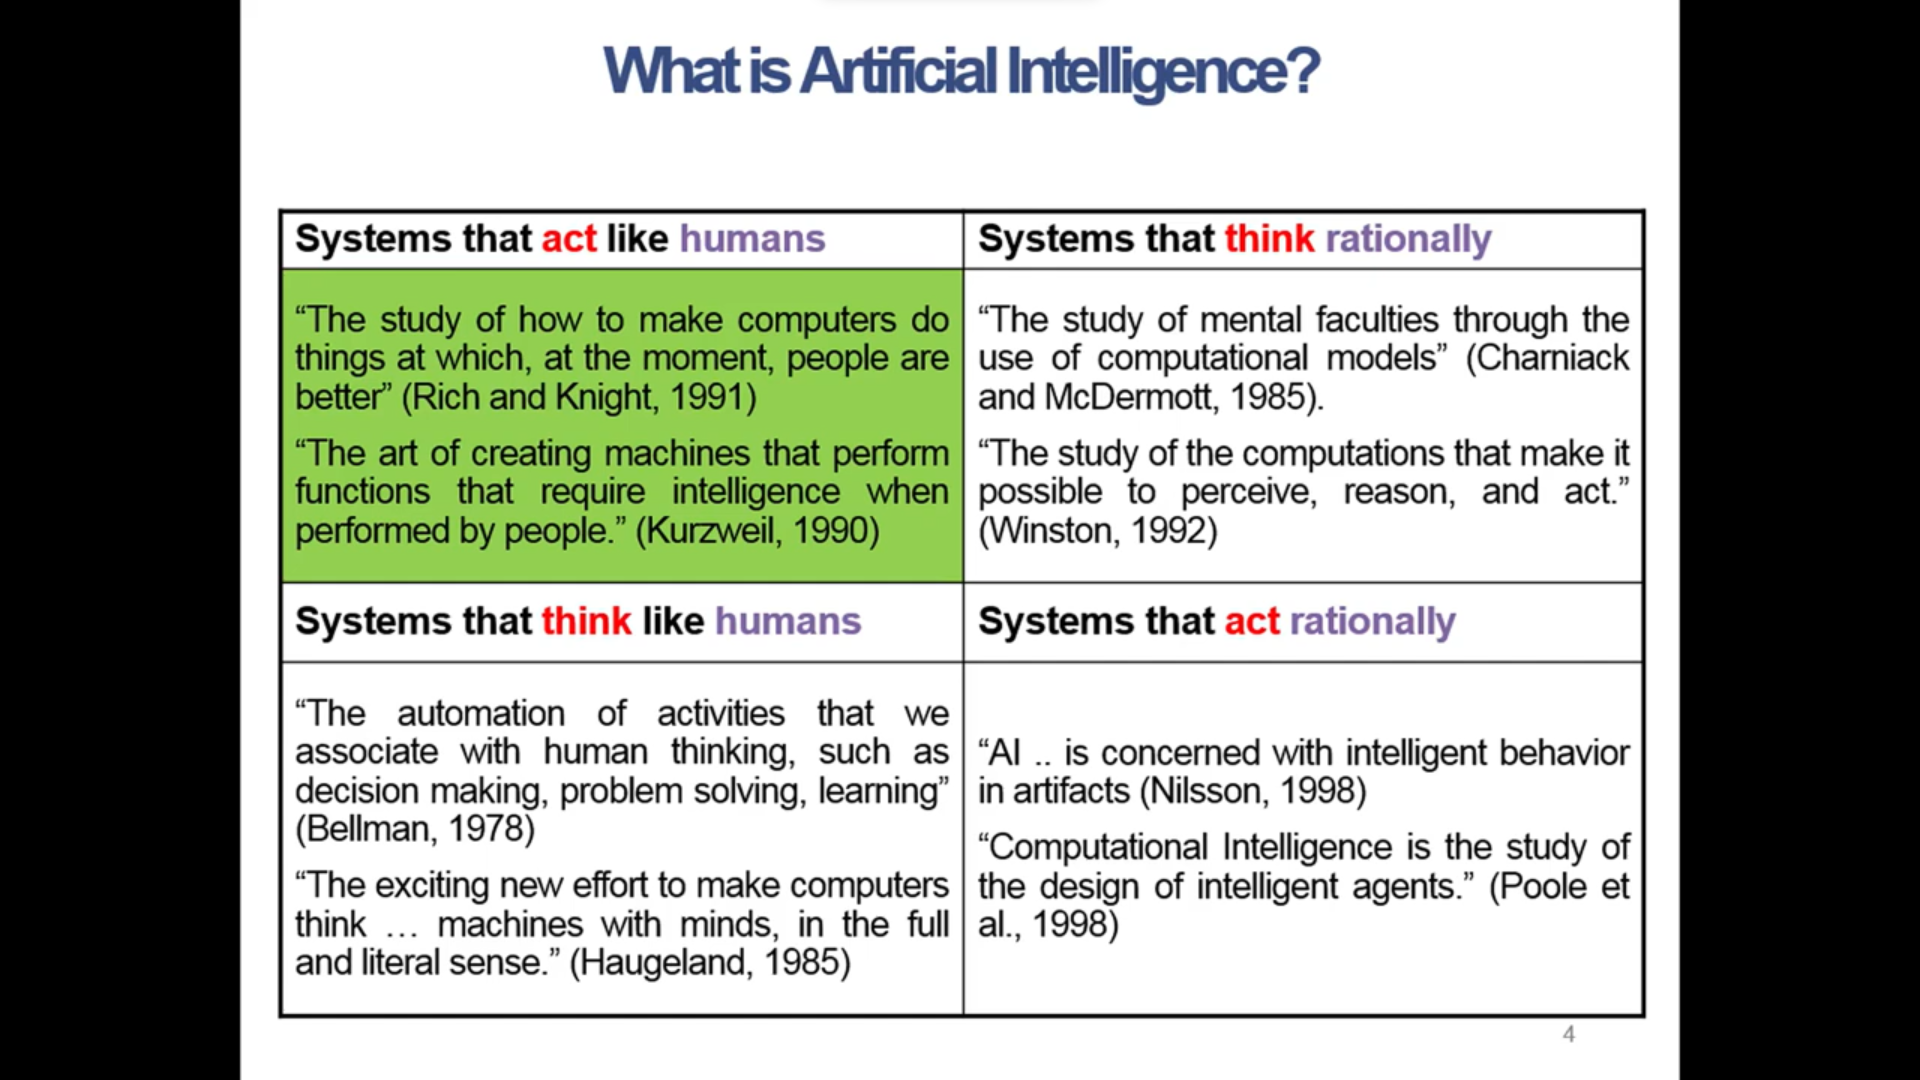 What is Artificial Intelligence?
Systems that act like humans
“The study of how to make computers do
things at which, at the moment, people are
better” (Rich and Knight, 1991)
“The art of creating machines that perform
functions that require intelligence when
performed by people.” (Kurzweil, 1990)
Systems that think rationally
“The study of mental faculties through the
use of computational models” (Charniack
and McDermott, 1985).
“The study of the computations that make it
possible to perceive, reason, and act.”
(Winston, 1992)
Systems that think like humans
“The automation of activities that we
associate with human thinking, such as
decision making, problem solving, learning”
(Bellman, 1978)
“The exciting new effort to make computers
think … machines with minds, in the full
and literal sense.” (Haugeland, 1985)
Systems that act rationally
“AI .. is concerned with intelligent behavior
in artifacts (Nilsson, 1998)
“Computational Intelligence is the study of
the design of intelligent agents.” (Poole et
al., 1998)
4